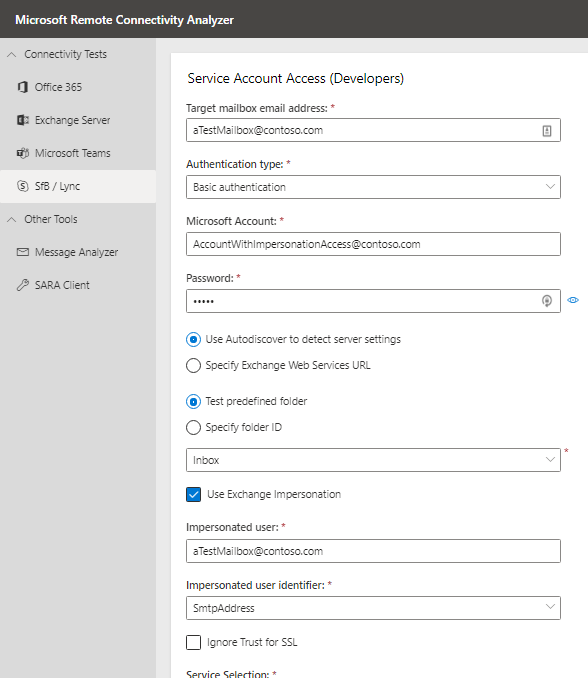 Microsoft Remote Connectivity Analyzer
Connectivity Tests
Office 365
Exchange Server
Microsoft Teams
SfB / Lync
Other Tools
Message Analyzer
SARA Client
Service Account Access (Developers)
Target mailbox email address: *
aTestMailbox@contoso.com
Authentication type: *
Basic authentication
Microsoft Account: *
AccountWithImpersonationAccess@contoso.com
Password: *
•••••
Use Autodiscover to detect server settings
Specify Exchange Web Services URL
Test predefined folder
Specify folder ID
Inbox *
Use Exchange Impersonation
Impersonated user: *
aTestMailbox@contoso.com
Impersonated user identifier: *
SmtpAddress
Ignore Trust for SSL
Service Selection: *